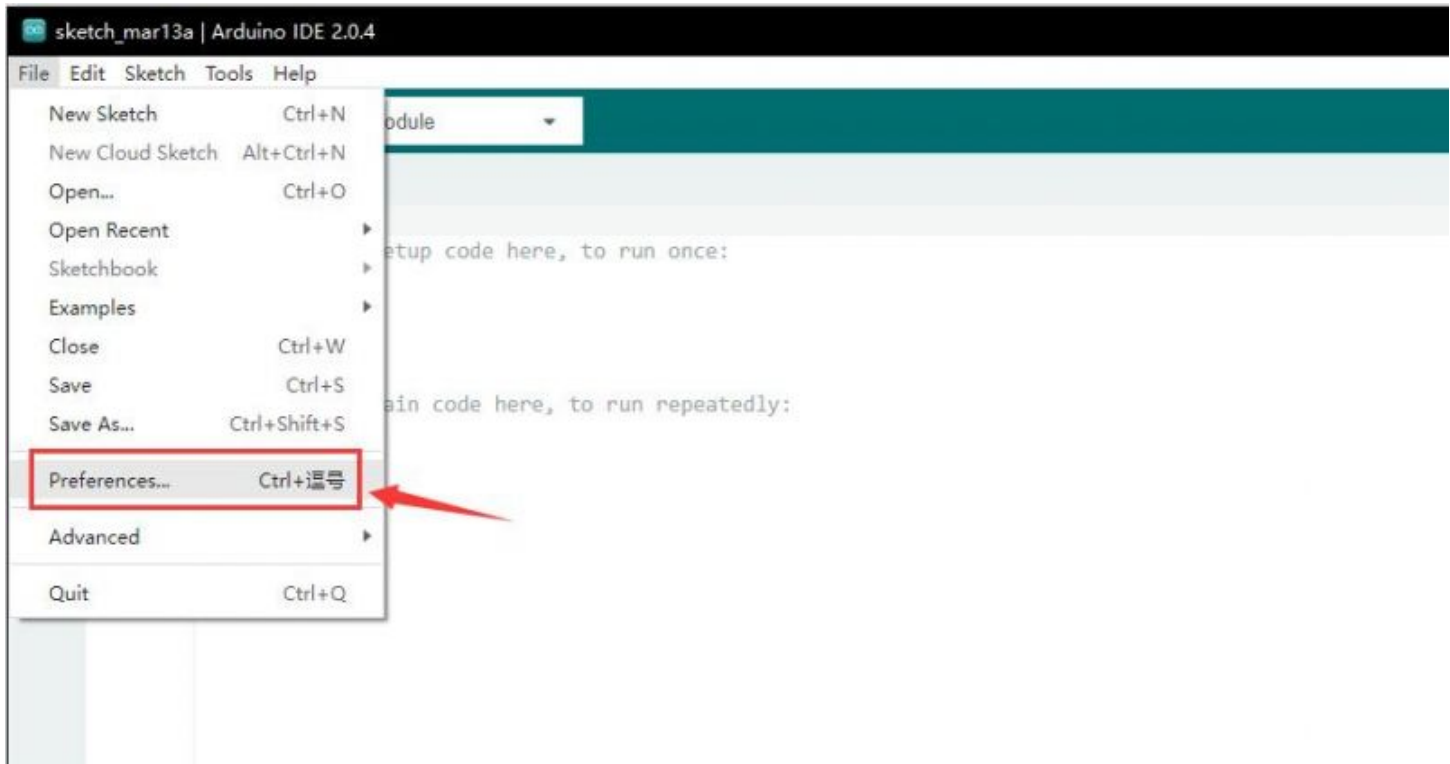 sketch_mar13a | Arduino IDE 2.0.4
File Edit Sketch Tools Help
New Sketch Ctrl+N
odule
New Cloud Sketch Alt+Ctrl+N
Open... Ctrl+O
Open Recent
etup code here, to run once:
Sketchbook
Examples
Close Ctrl+W
Save Ctrl+S
ain code here, to run repeatedly:
Save As... Ctrl+Shift+S
Preferences... Ctrl+逗号
Advanced
Quit Ctrl+Q